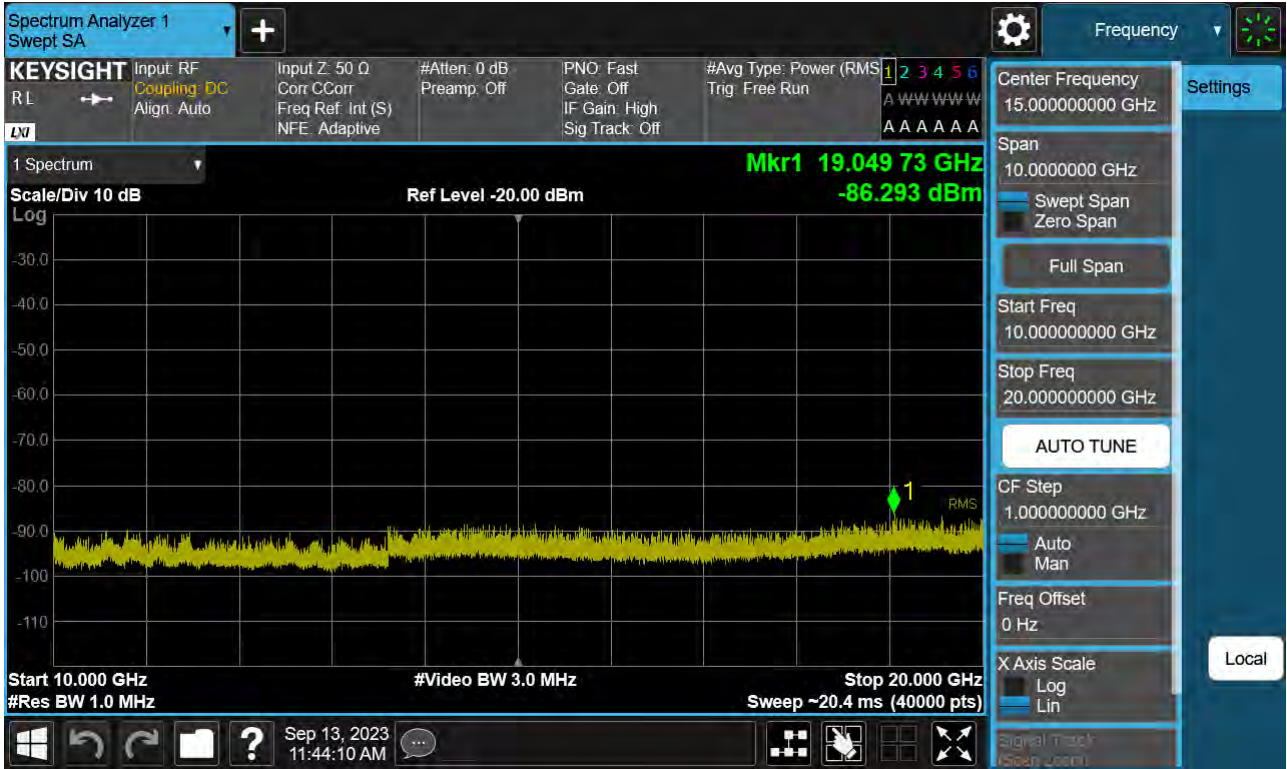 Spectrum Analyzer 1
Swept SA
+
Frequency
KEYSIGHT
R L
LXI
Input: RF
Coupling: DC
Align: Auto
Input Z: 50 Ω
Corr CCorr
Freq Ref: Int (S)
NFE: Adaptive
#Atten: 0 dB
Preamp: Off
PNO: Fast
Gate: Off
IF Gain: High
Sig Track: Off
#Avg Type: Power (RMS
Trig: Free Run
1 2 3 4 5 6
A W W W W W
A A A A A A
1 Spectrum
Scale/Div 10 dB
Log
Ref Level -20.00 dBm
Mkr1 19.049 73 GHz
-86.293 dBm
-30.0
-40.0
-50.0
-60.0
-70.0
-80.0
-90.0
-100
-110
1
RMS
Start 10.000 GHz
#Res BW 1.0 MHz
#Video BW 3.0 MHz
Stop 20.000 GHz
Sweep ~20.4 ms (40000 pts)
Center Frequency
15.000000000 GHz
Span
10.0000000 GHz
Swept Span
Zero Span
Full Span
Start Freq
10.000000000 GHz
Stop Freq
20.000000000 GHz
AUTO TUNE
CF Step
1.000000000 GHz
Auto
Man
Freq Offset
0 Hz
X Axis Scale
Log
Lin
Signal Track
(Span Zoom)
Settings
Local
?
Sep 13, 2023
11:44:10 AM